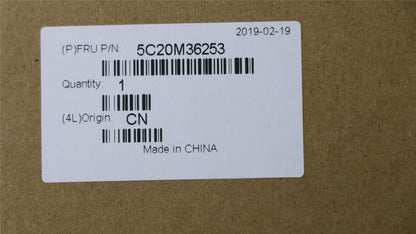 2019-02-19
(P)FRU P/N: 5C20M36253
Quantity: 1
(4L)Origin: CN
Made in CHINA